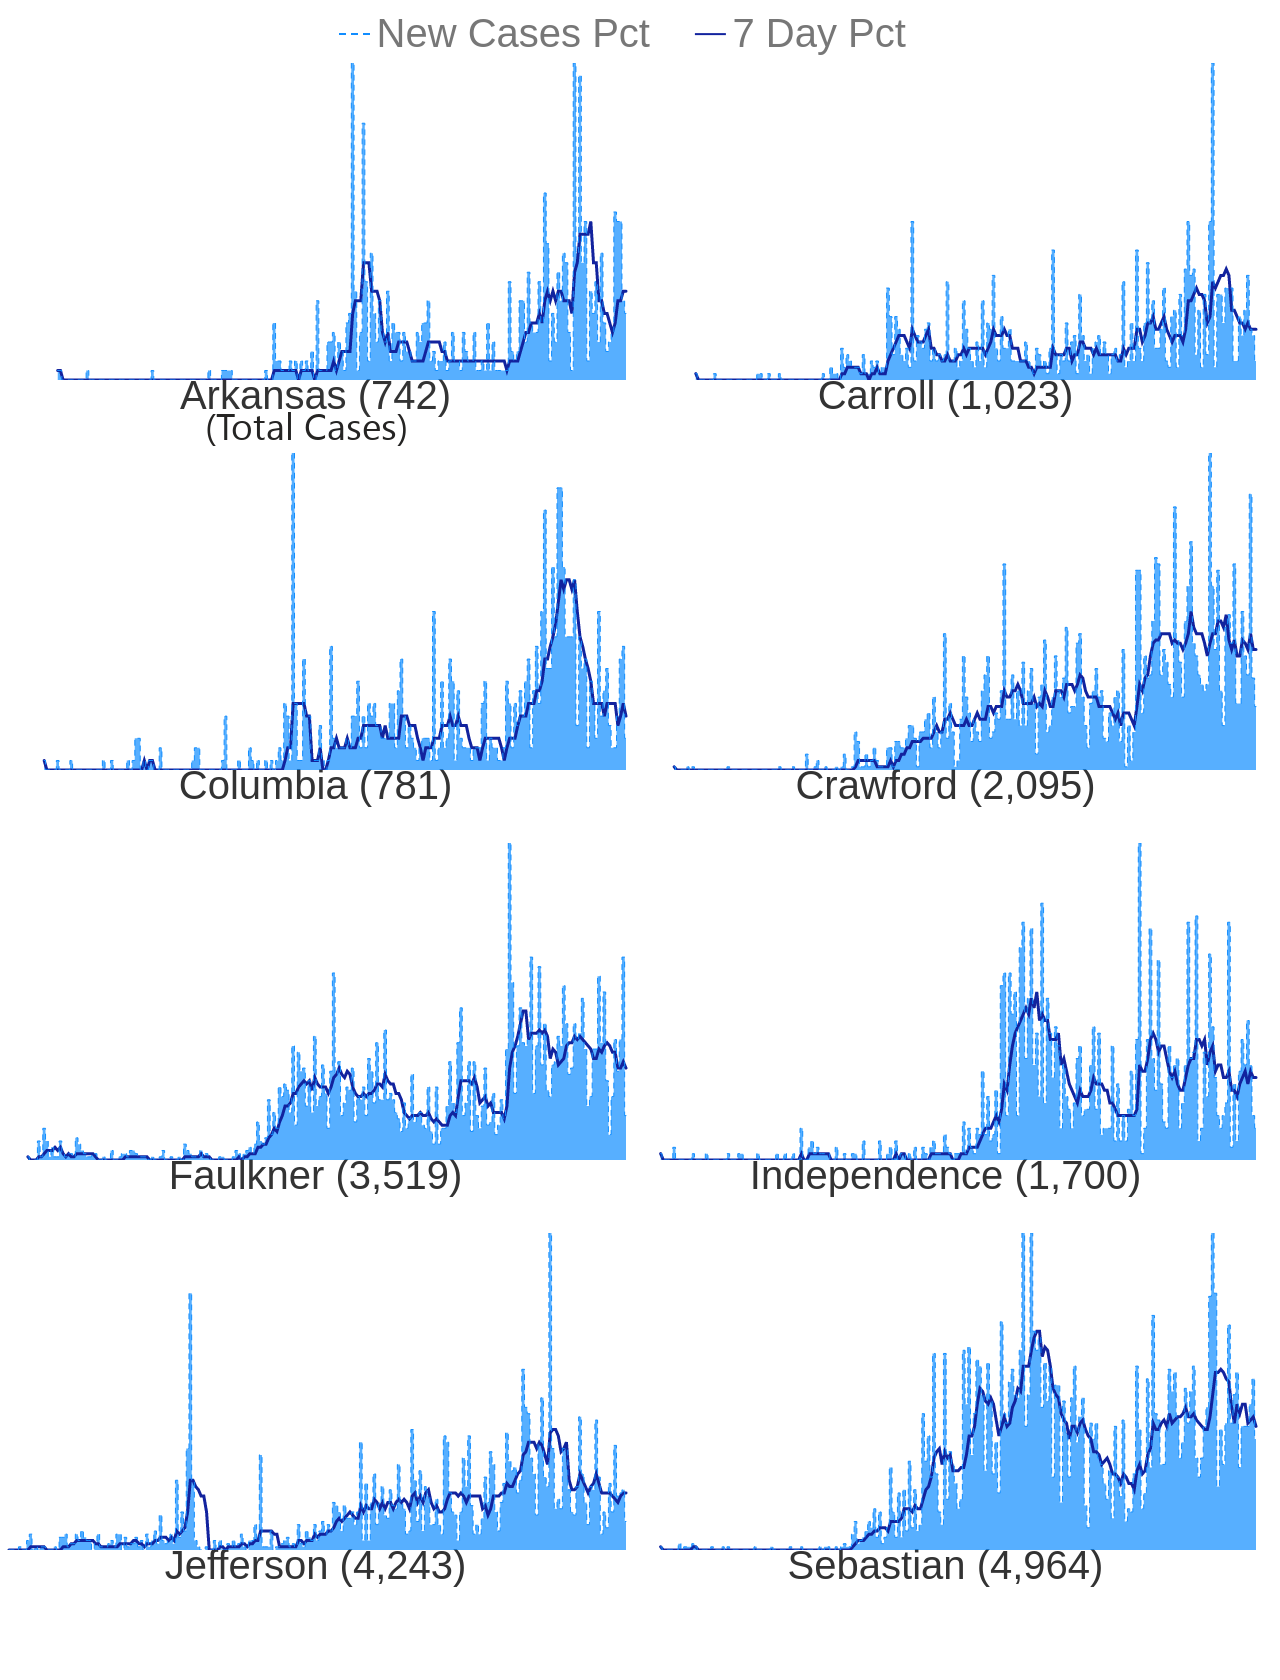 New Cases Pct 7 Day Pct
Arkansas (742) Carroll (1,023)
(Total Cases)
Columbia (781) Crawford (2,095)
Faulkner (3,519) Independence (1,700)
Jefferson (4,243) Sebastian (4,964)